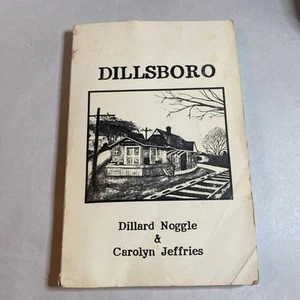 DILLSBORO
Dillard Noggle
&
Carolyn Jeffries